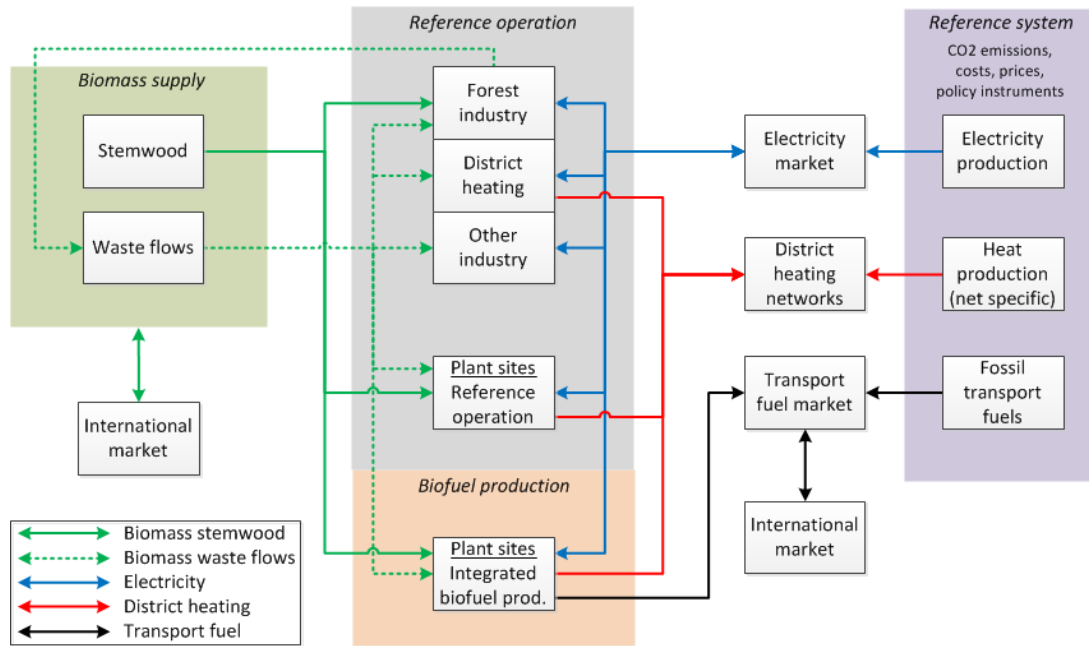 Reference operation
Reference system
CO2 emissions,
costs, prices,
policy instruments
Biomass supply
Stemwood
Waste flows
International
market
Forest
industry
District
heating
Other
industry
Plant sites
Reference
operation
Biofuel production
Plant sites
Integrated
biofuel prod.
Electricity
market
District
heating
networks
Transport
fuel market
International
market
Electricity
production
Heat
production
(net specific)
Fossil
transport
fuels
Biomass stemwood
Biomass waste flows
Electricity
District heating
Transport fuel